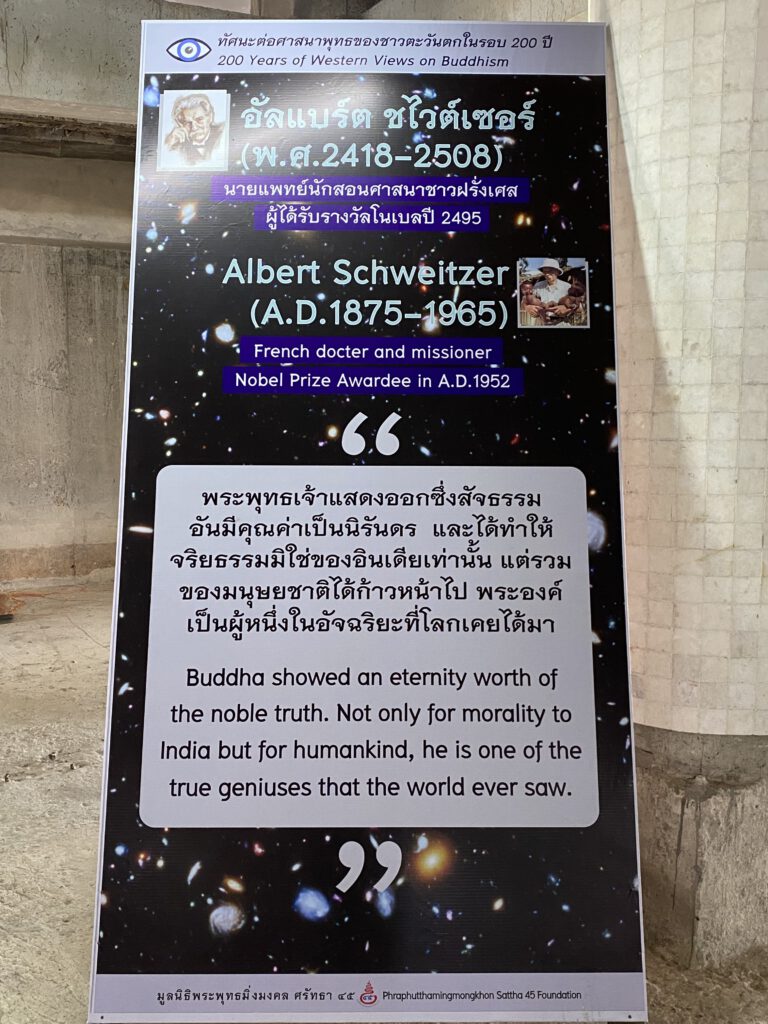 ทัศนะต่อศาสนาพุทธของชาวตะวันตกในรอบ 200 ปี
200 Years of Western Views on Buddhism
อัลแบร์ต ชไวต์เซอร์
(พ.ศ.2418-2508)
นายแพทย์นักสอนศาสนาชาวฝรั่งเศส
ผู้ได้รับรางวัลโนเบลปี 2495
Albert Schweitzer
(A.D.1875-1965)
French docter and missioner
Nobel Prize Awardee in A.D.1952
“
พระพุทธเจ้าแสดงออกซึ่งสัจธรรม
อันมีคุณค่าเป็นนิรันดร และได้ทำให้
จริยธรรมมิใช่ของอินเดียเท่านั้น แต่รวม
ของมนุษยชาติได้ก้าวหน้าไป พระองค์
เป็นผู้หนึ่งในอัจฉริยะที่โลกเคยได้มา
Buddha showed an eternity worth of
the noble truth. Not only for morality to
India but for humankind, he is one of the
true geniuses that the world ever saw.
”
มูลนิธิพระพุทธมิ่งมงคล ศรัทธา ๔๕ Phraphutthamingmongkhon Sattha 45 Foundation